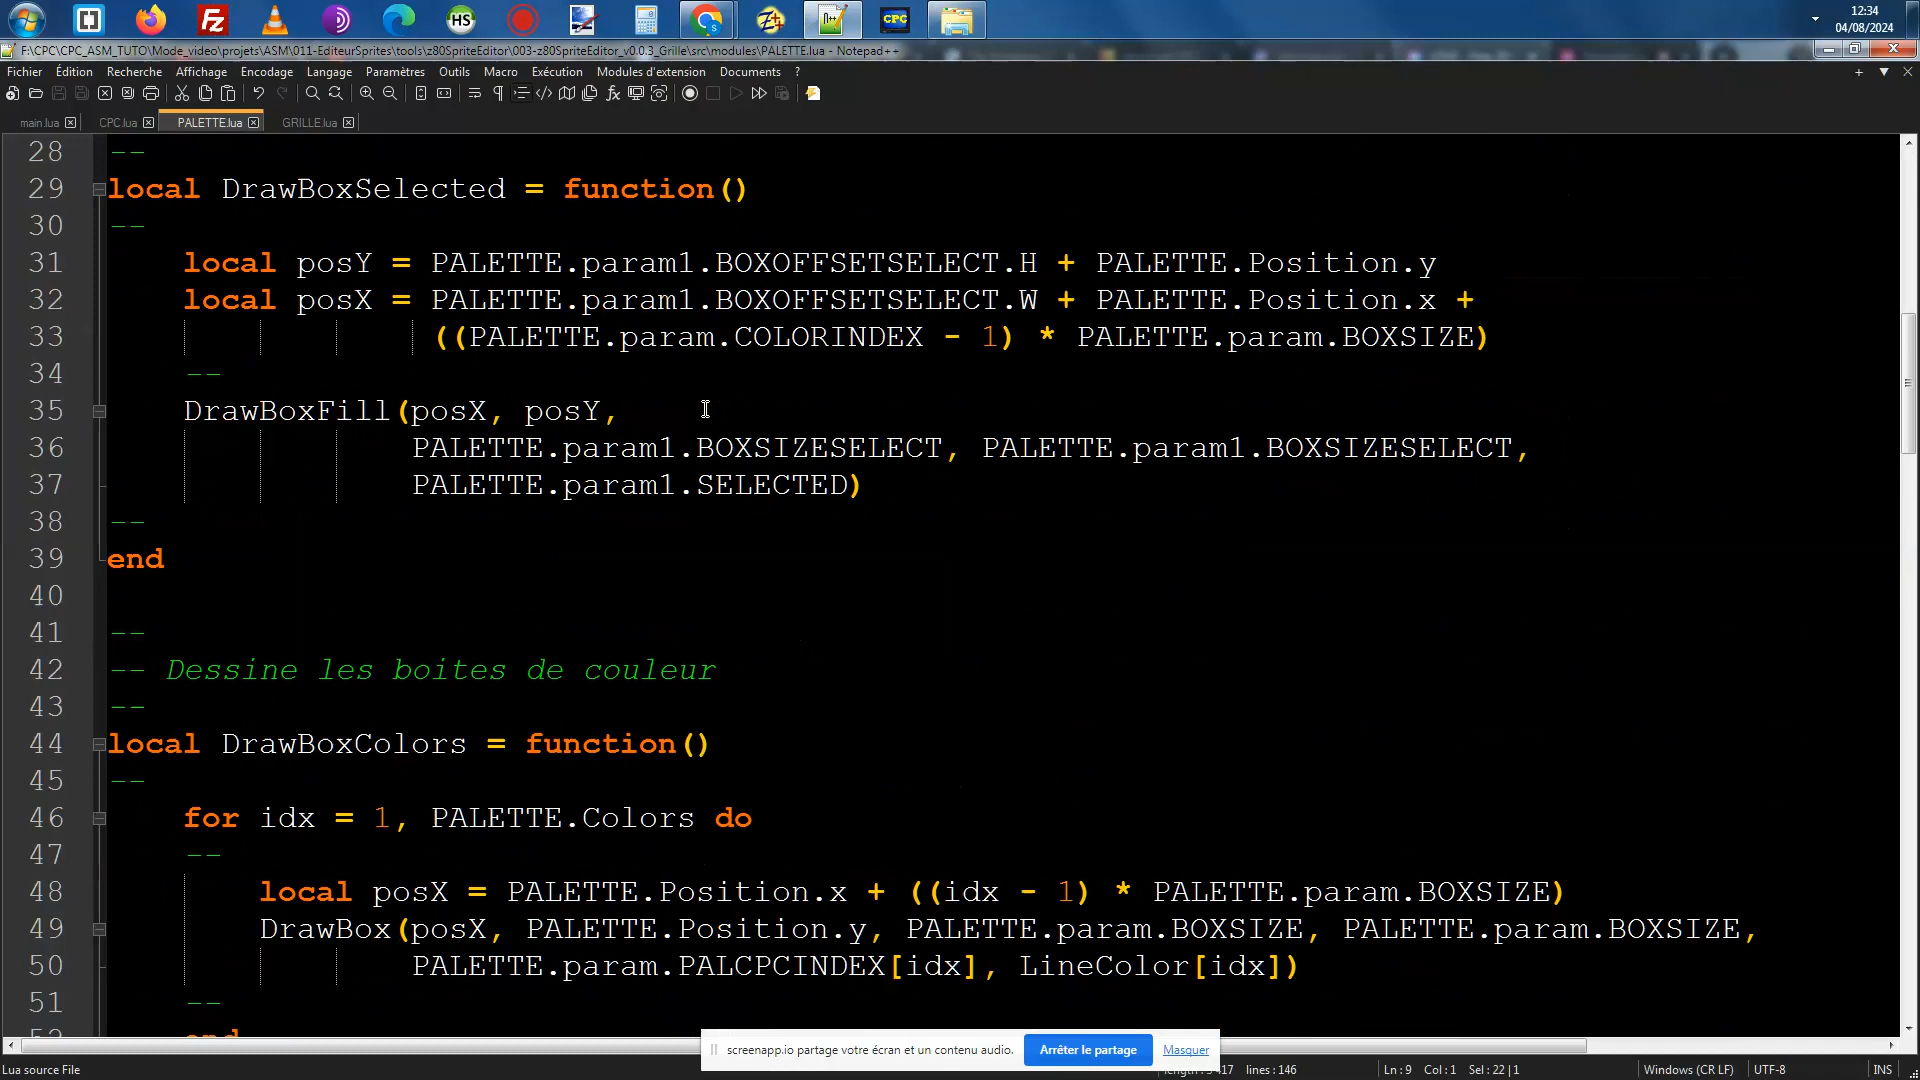 12:34
04/08/2024
F:\CPC\CPC_ASM_TUTO\Mode_video\projets\ASM\011-EditeurSprites\tools\z80SpriteEditor\003-z80SpriteEditor_v0.0.3_Grille\src\modules\PALETTE.lua - Notepad++
Fichier Édition Recherche Affichage Encodage Langage Paramètres Outils Macro Exécution Modules d'extension Documents ?
main.lua CPC.lua PALETTE.lua GRILLE.lua
28 --
29 local DrawBoxSelected = function()
30 --
31 local posY = PALETTE.param1.BOXOFFSETSELECT.H + PALETTE.Position.y
32 local posX = PALETTE.param1.BOXOFFSETSELECT.W + PALETTE.Position.x +
33 ((PALETTE.param.COLORINDEX - 1) * PALETTE.param.BOXSIZE)
34 --
35 DrawBoxFill(posX, posY,
36 PALETTE.param1.BOXSIZESELECT, PALETTE.param1.BOXSIZESELECT,
37 PALETTE.param1.SELECTED)
38 --
39 end
40
41 --
42 -- Dessine les boites de couleur
43 --
44 local DrawBoxColors = function()
45 --
46 for idx = 1, PALETTE.Colors do
47 --
48 local posX = PALETTE.Position.x + ((idx - 1) * PALETTE.param.BOXSIZE)
49 DrawBox(posX, PALETTE.Position.y, PALETTE.param.BOXSIZE, PALETTE.param.BOXSIZE,
50 PALETTE.param.PALCPCINDEX[idx], LineColor[idx])
51 --
end
screenapp.io partage votre écran et un contenu audio. Arrêter le partage Masquer
Lua source File lines : 146 Ln : 9 Col : 1 Sel : 22 | 1 Windows (CR LF) UTF-8 INS